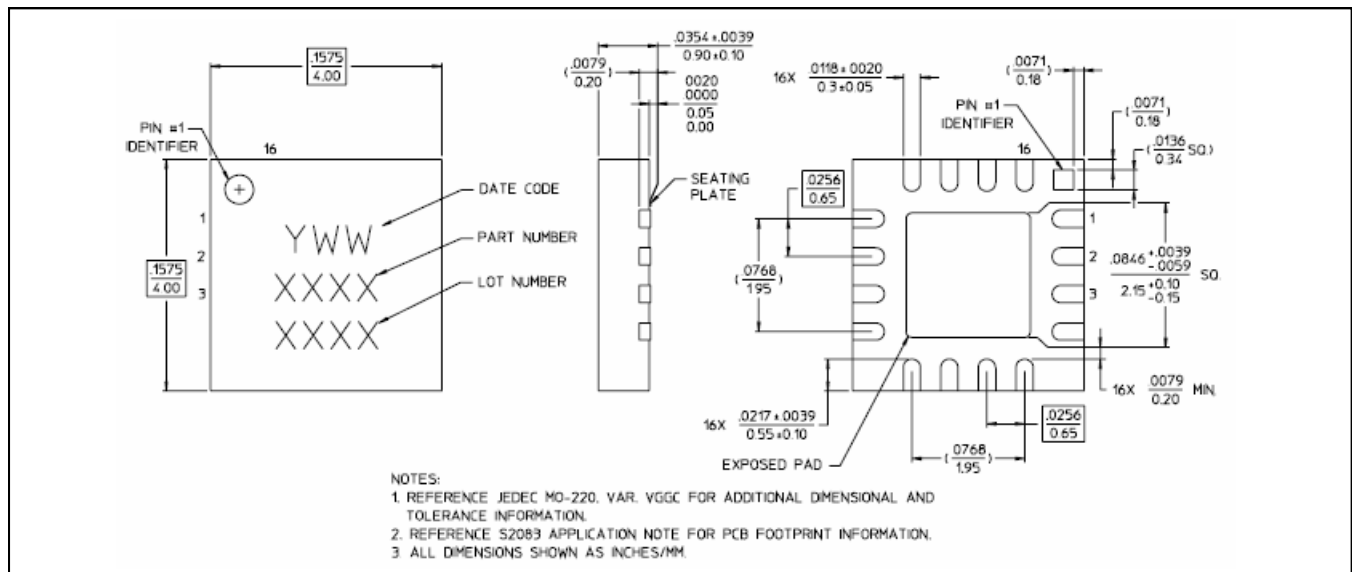 .1575
4.00
PIN #1
IDENTIFIER
16
1
2
3
.1575
4.00
YWW
XXXX
XXXX
DATE CODE
PART NUMBER
LOT NUMBER
.0354±.0039
0.90±0.10
(.0079
0.20)
0020
0000
0.05
0.00
SEATING
PLATE
16X .0118±0020
0.3±0.05
(.0071
0.18)
PIN #1
IDENTIFIER
16
(.0071
0.18)
(.0136
0.34 SQ.)
.0256
0.65
(.0768
1.95)
1
2
3
.0846 +.0039
-.0059
2.15 +0.10
-0.15
SQ.
16X .0079
0.20 MIN.
.0256
0.65
16X .0217±.0039
0.55±0.10
(.0768
1.95)
EXPOSED PAD
NOTES:
1. REFERENCE JEDEC MO-220, VAR. VGGC FOR ADDITIONAL DIMENSIONAL AND
TOLERANCE INFORMATION.
2. REFERENCE S2083 APPLICATION NOTE FOR PCB FOOTPRINT INFORMATION.
3 ALL DIMENSIONS SHOWN AS INCHES/MM.